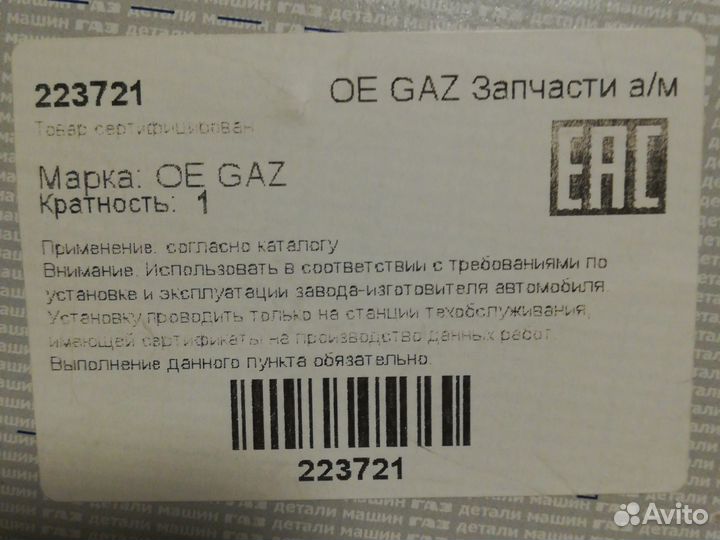 223721
OE GAZ Запчасти а/м
Товар сертифицирован
EAC
Марка: OE GAZ
Кратность: 1
Применение: согласно каталогу
Внимание. Использовать в соответствии с требованиями по
установке и эксплуатации завода-изготовителя автомобиля.
Установку проводить только на станции техобслуживания,
имеющей сертификаты на производство данных работ.
Выполнение данного пункта обязательно.
223721
Avito